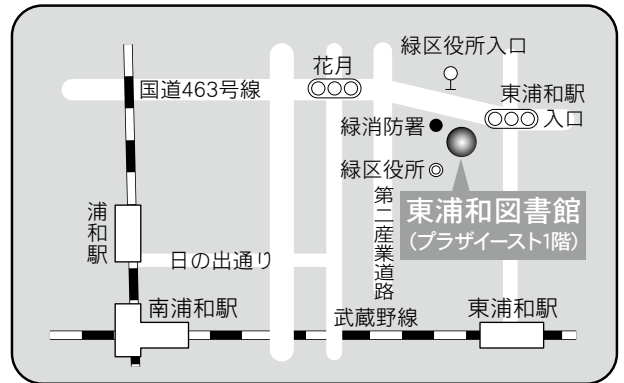 緑区役所入口
花月
国道463号線
東浦和駅
入口
緑消防署
緑区役所
第二産業道路
東浦和図書館
(プラザイースト1階)
浦和駅
日の出通り
南浦和駅
武蔵野線
東浦和駅